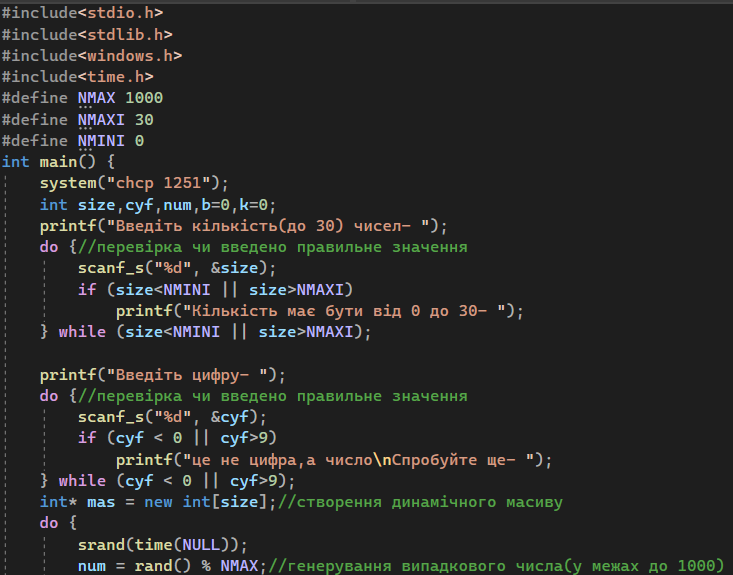 #include<stdio.h>
#include<stdlib.h>
#include<windows.h>
#include<time.h>
#define NMAX 1000
#define NMAXI 30
#define NMINI 0
int main() {
system("chcp 1251");
int size,cyf,num,b=0,k=0;
printf("Введіть кількість(до 30) чисел- ");
do {//перевірка чи введено правильне значення
scanf_s("%d", &size);
if (size<NMINI || size>NMAXI)
printf("Кількість має бути від 0 до 30- ");
} while (size<NMINI || size>NMAXI);
printf("Введіть цифру- ");
do {//перевірка чи введено правильне значення
scanf_s("%d", &cyf);
if (cyf < 0 || cyf>9)
printf("це не цифра,а число\nСпробуйте ще- ");
} while (cyf < 0 || cyf>9);
int* mas = new int[size];//створення динамічного масиву
do {
srand(time(NULL));
num = rand() % NMAX;//генерування випадкового числа(у межах до 1000)